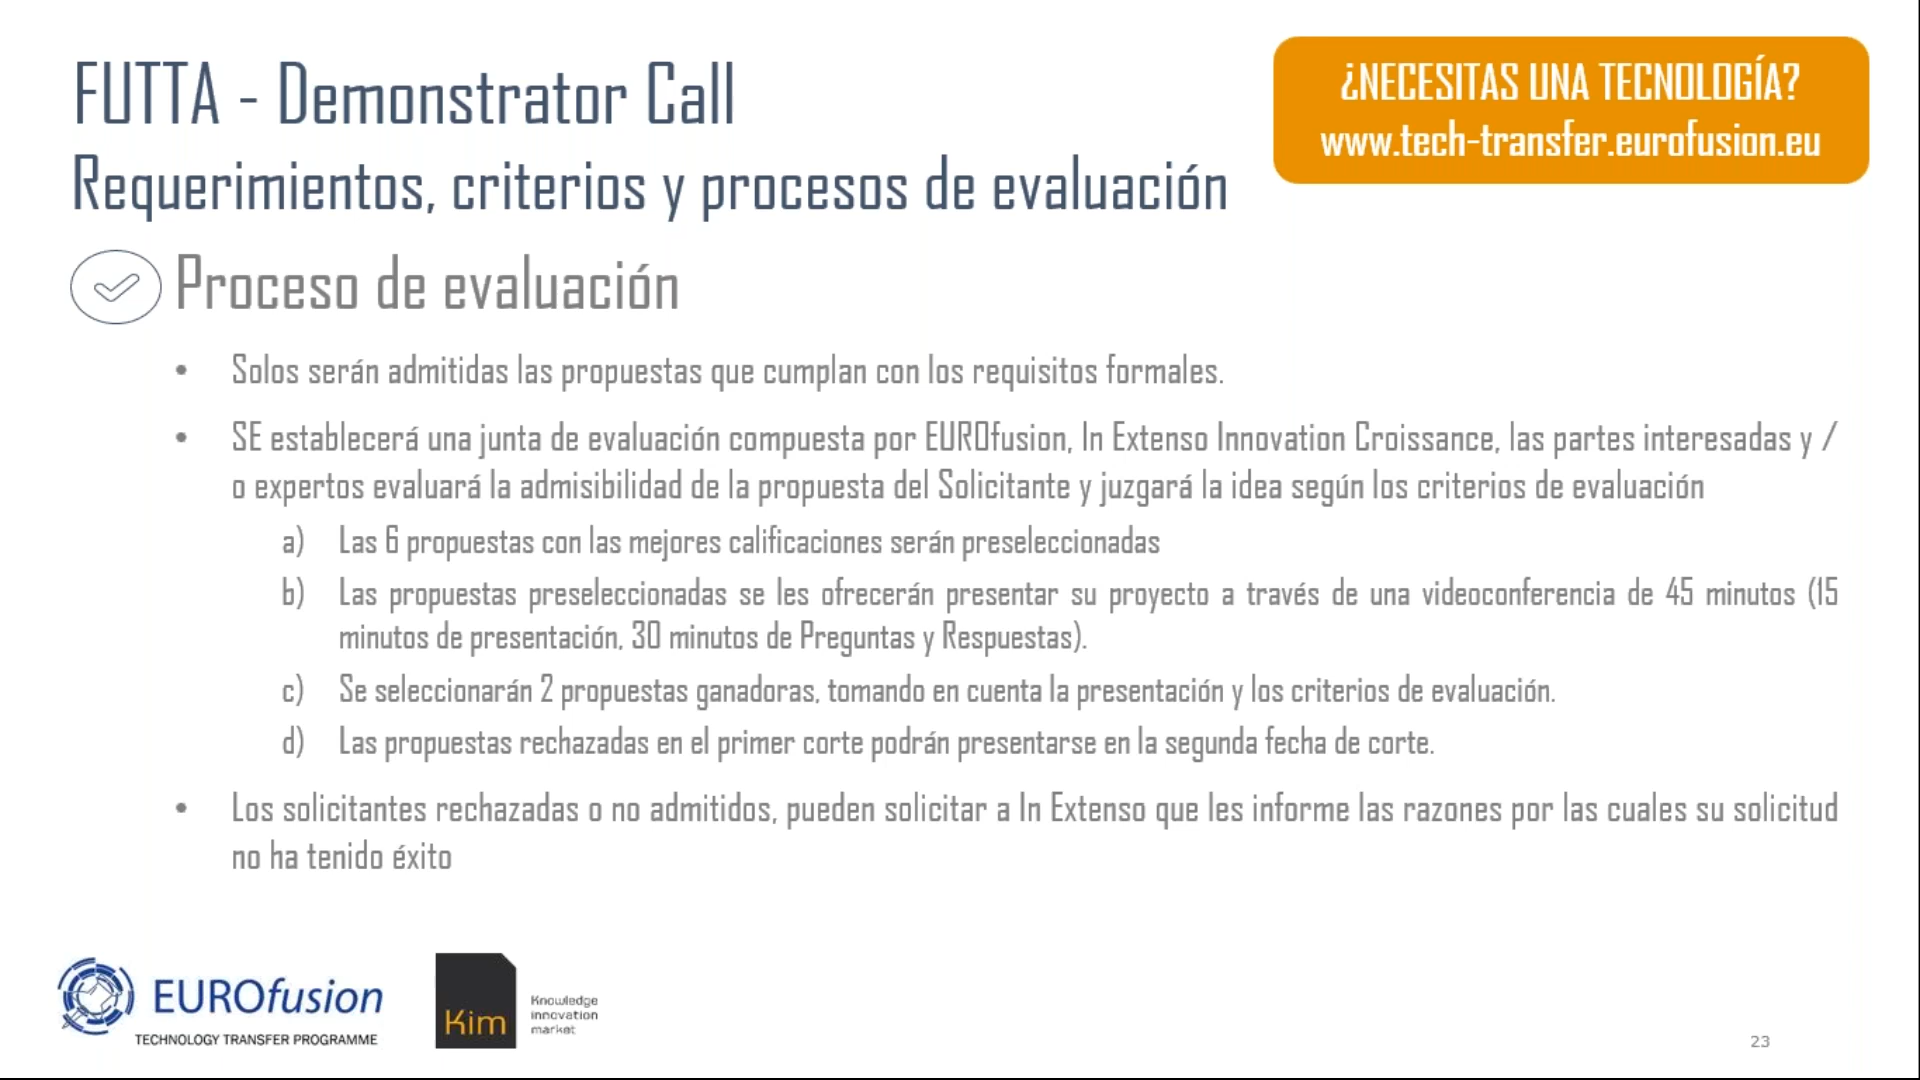 FUTTA - Demonstrator Call
Requerimientos, criterios y procesos de evaluación
¿NECESITAS UNA TECNOLOGÍA?
www.tech-transfer.eurofusion.eu
Proceso de evaluación
• Solos serán admitidas las propuestas que cumplan con los requisitos formales.
• SE establecerá una junta de evaluación compuesta por EUROfusion, In Extenso Innovation Croissance, las partes interesadas y /
o expertos evaluará la admisibilidad de la propuesta del Solicitante y juzgará la idea según los criterios de evaluación
a) Las 6 propuestas con las mejores calificaciones serán preseleccionadas
b) Las propuestas preseleccionadas se les ofrecerán presentar su proyecto a través de una videoconferencia de 45 minutos (15
minutos de presentación, 30 minutos de Preguntas y Respuestas).
c) Se seleccionarán 2 propuestas ganadoras, tomando en cuenta la presentación y los criterios de evaluación.
d) Las propuestas rechazadas en el primer corte podrán presentarse en la segunda fecha de corte.
• Los solicitantes rechazadas o no admitidos, pueden solicitar a In Extenso que les informe las razones por las cuales su solicitud
no ha tenido éxito
EUROfusion
TECHNOLOGY TRANSFER PROGRAMME
Kim
Knowledge
innovation
market
23